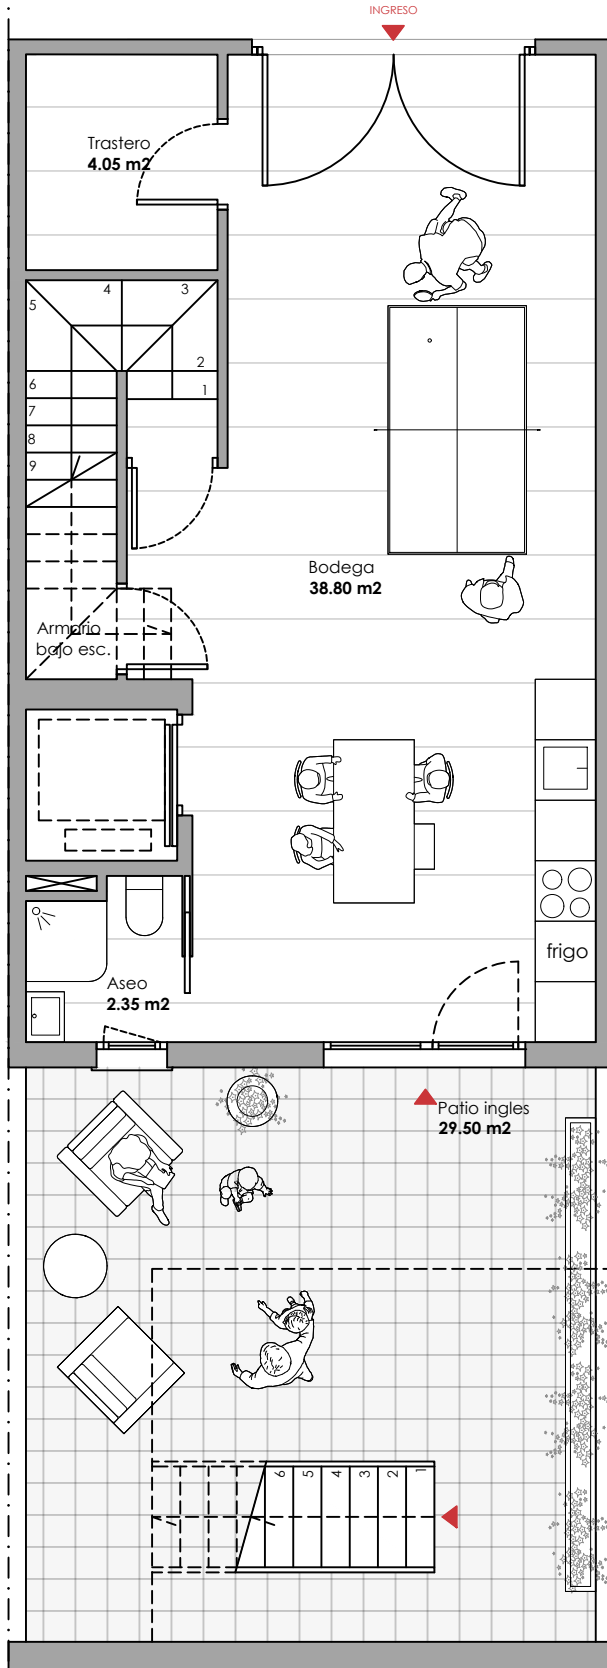 INGRESO
Trastero
4.05 m2
5
4
3
2
1
6
7
8
9
Bodega
38.80 m2
Armario
bajo esc.
frigo
Aseo
2.35 m2
Patio ingles
29.50 m2
6
5
4
3
2
1